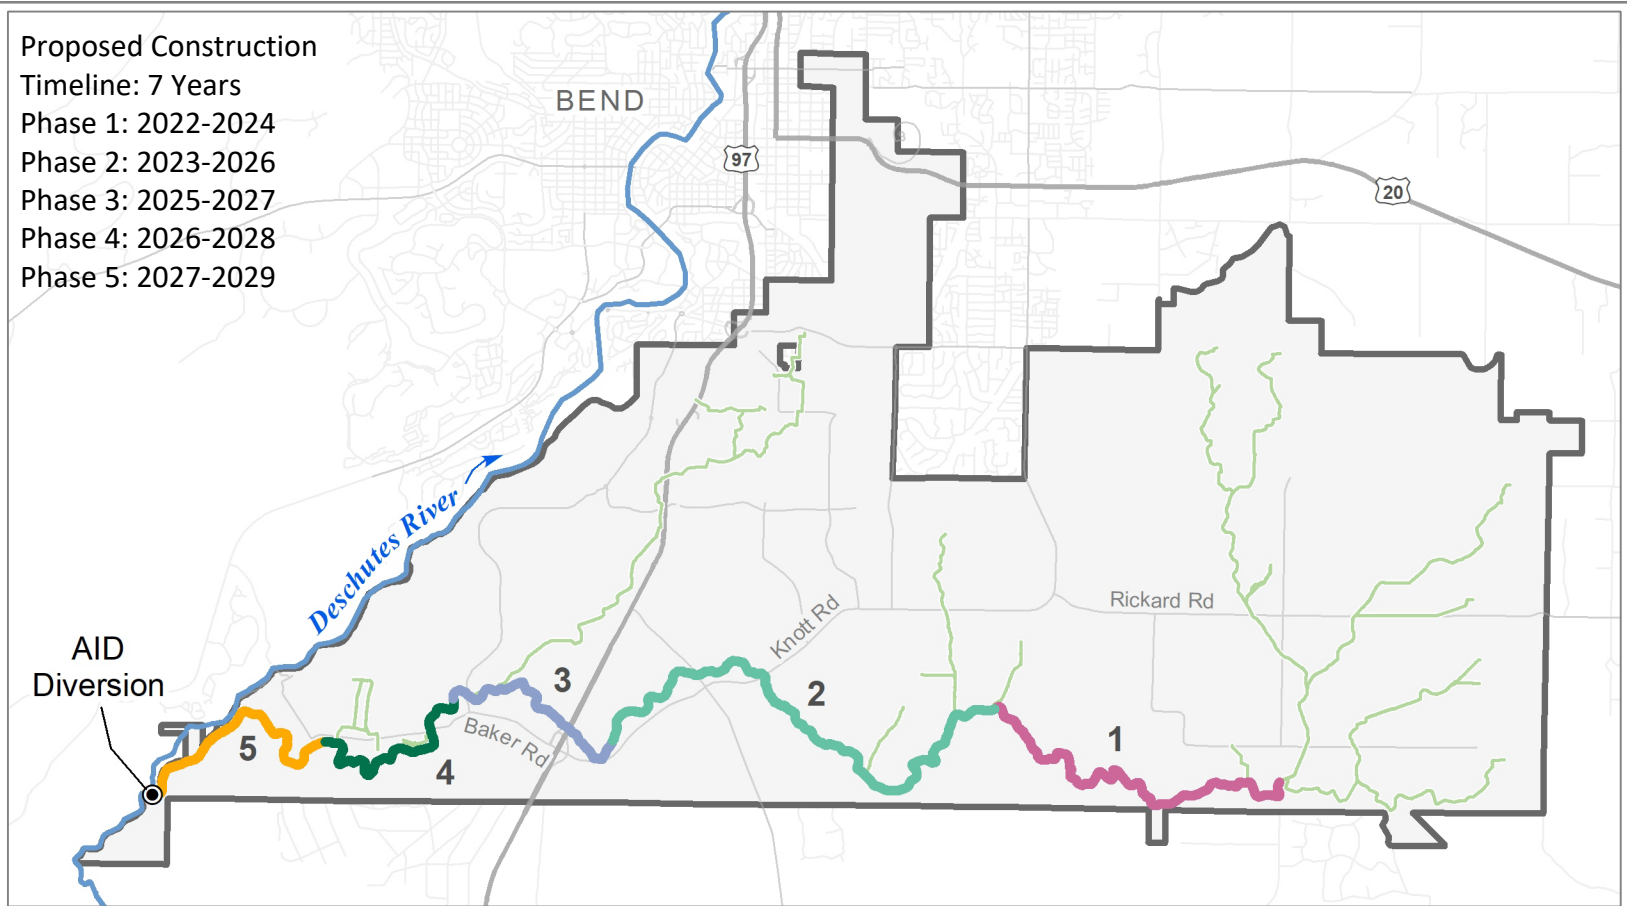 Proposed Construction
Timeline: 7 Years
Phase 1: 2022-2024
Phase 2: 2023-2026
Phase 3: 2025-2027
Phase 4: 2026-2028
Phase 5: 2027-2029
BEND
97
20
Deschutes River
Rickard Rd
Knott Rd
AID
Diversion
3
2
1
5
4
Baker Rd